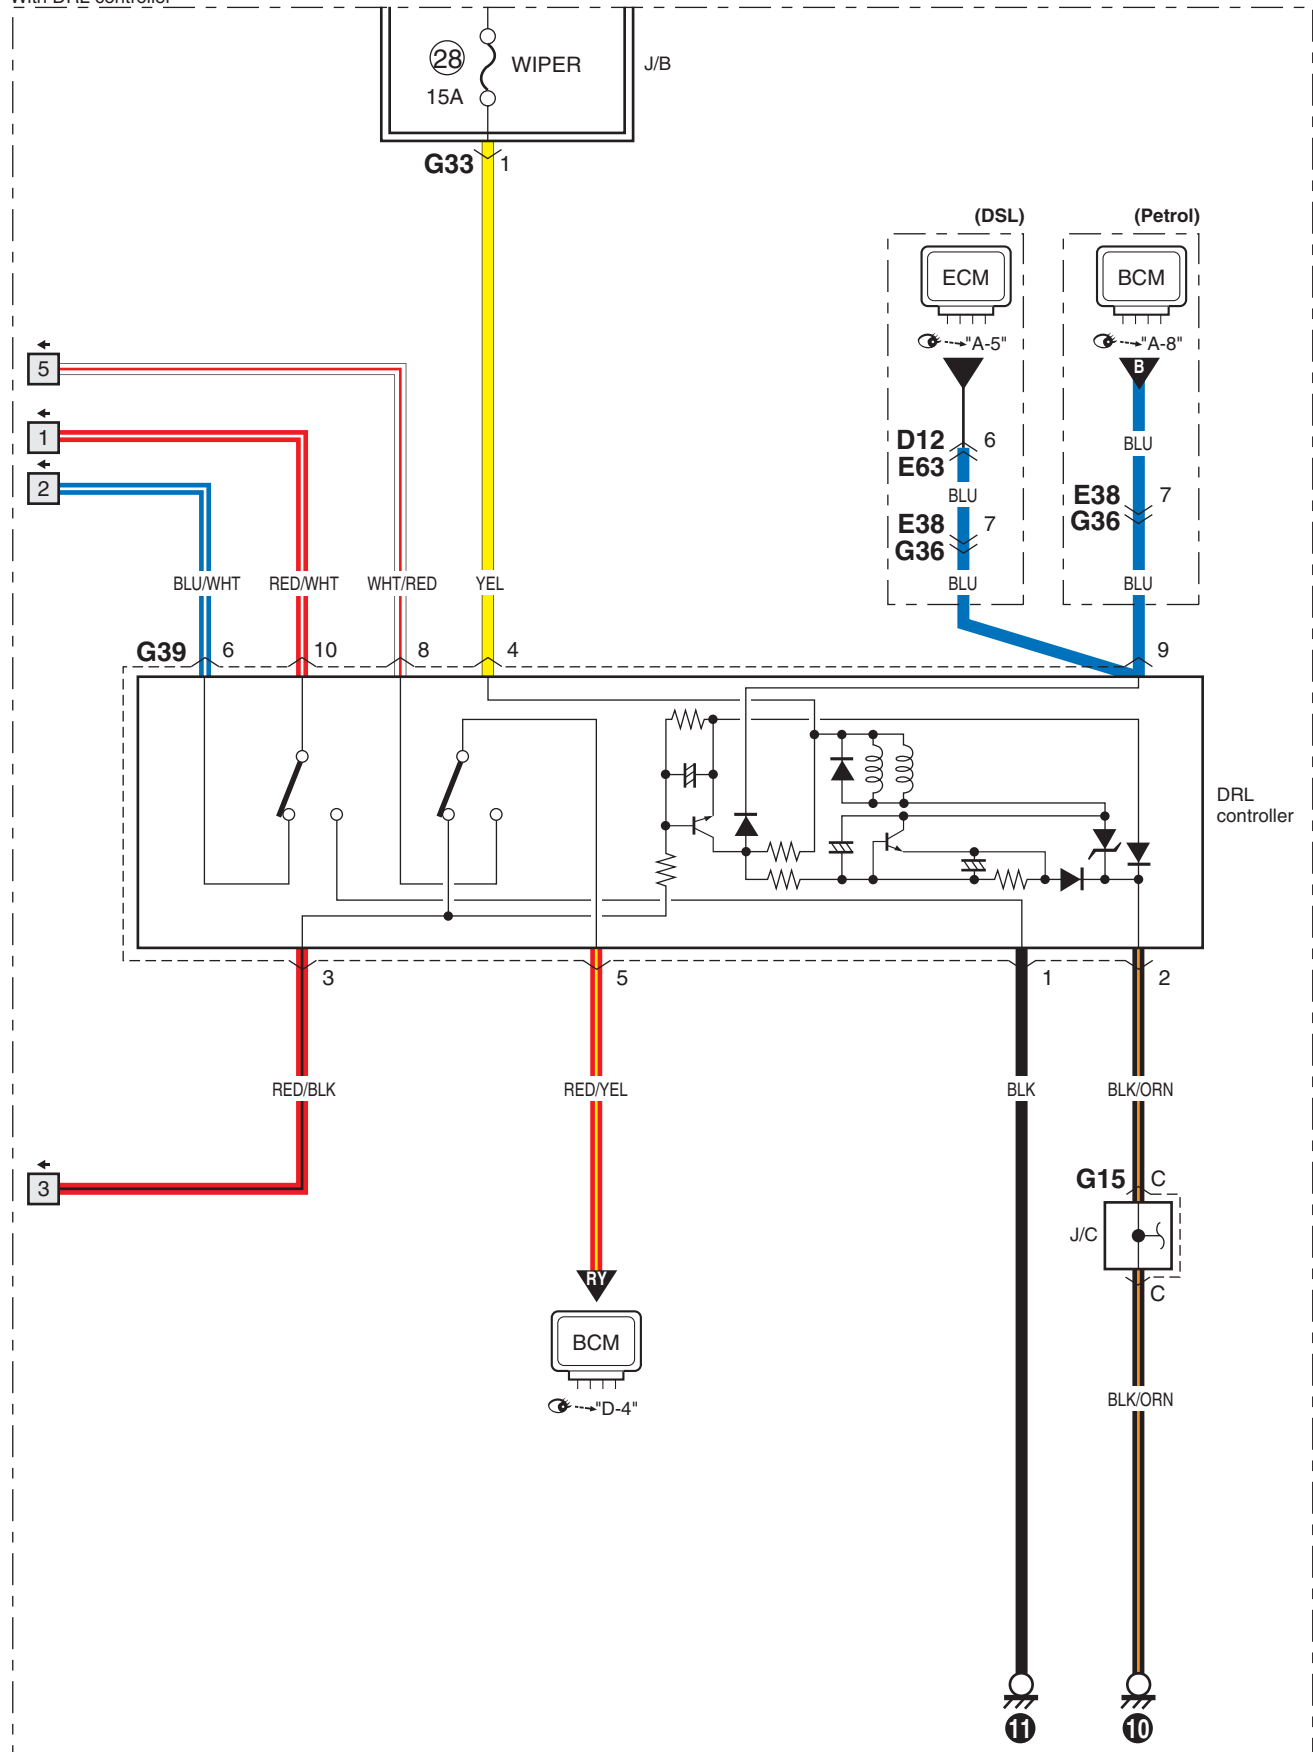 With DRL controller
28
WIPER
J/B
15A
G33
1
(DSL)
(Petrol)
ECM
BCM
"A-5"
"A-8"
B
5
1
2
D12
6
E63
BLU
BLU
E38
7
G36
E38
7
G36
BLU/WHT
RED/WHT
WHT/RED
YEL
BLU
BLU
G39
6
10
8
4
9
DRL
controller
3
5
1
2
RED/BLK
RED/YEL
BLK
BLK/ORN
3
G15
C
J/C
C
RY
BCM
"D-4"
BLK/ORN
11
10